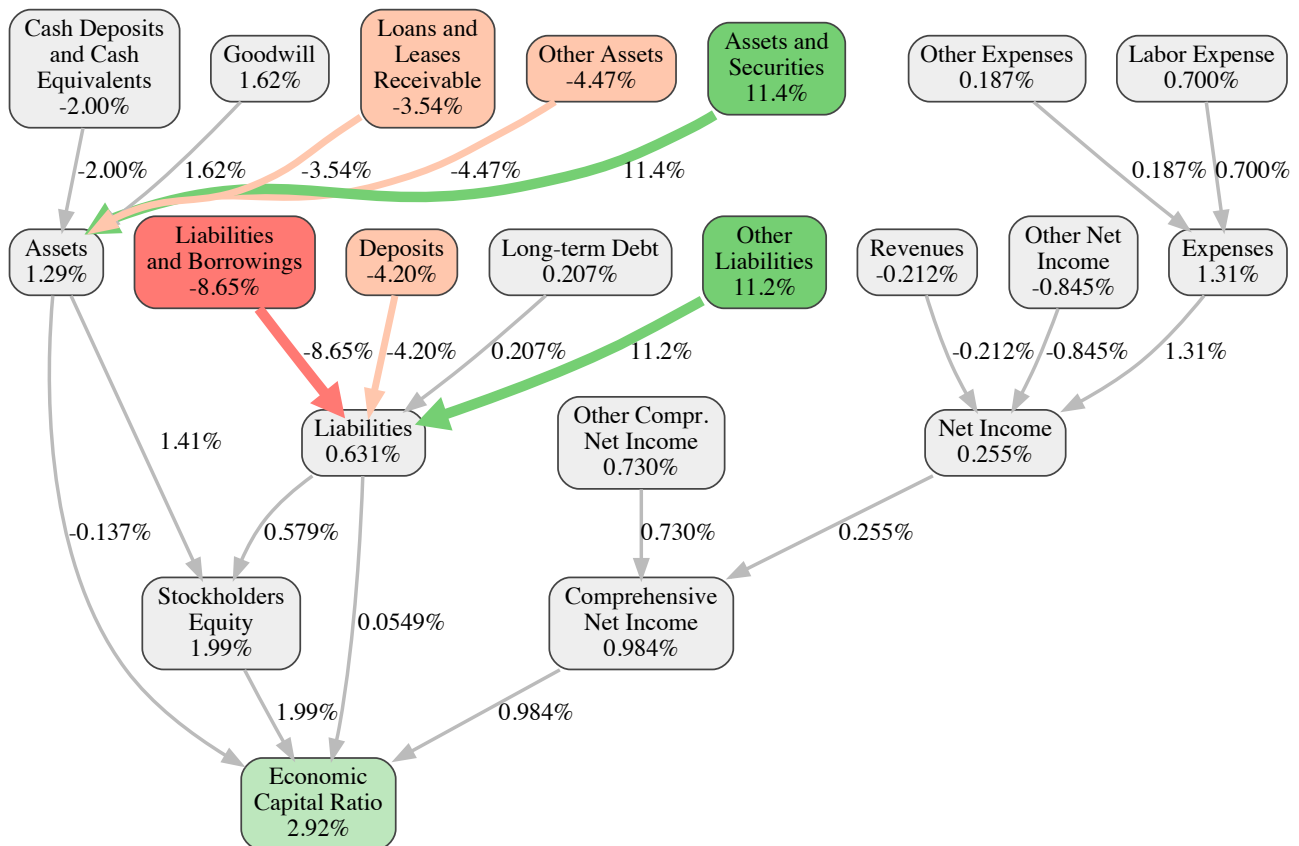 Cash Deposits
and Cash
Equivalents
-2.00%
Goodwill
1.62%
Loans and
Leases
Receivable
-3.54%
Other Assets
-4.47%
Assets and
Securities
11.4%
Other Expenses
0.187%
Labor Expense
0.700%
-2.00%
1.62%
-3.54%
-4.47%
11.4%
0.187%
0.700%
Assets
1.29%
Liabilities
and Borrowings
-8.65%
Deposits
-4.20%
Long-term Debt
0.207%
Other
Liabilities
11.2%
Revenues
-0.212%
Other Net
Income
-0.845%
Expenses
1.31%
-8.65%
-4.20%
0.207%
11.2%
-0.212%
-0.845%
1.31%
1.41%
Liabilities
0.631%
Other Compr.
Net Income
0.730%
Net Income
0.255%
-0.137%
0.579%
0.730%
0.255%
Stockholders
Equity
1.99%
0.0549%
Comprehensive
Net Income
0.984%
1.99%
0.984%
Economic
Capital Ratio
2.92%